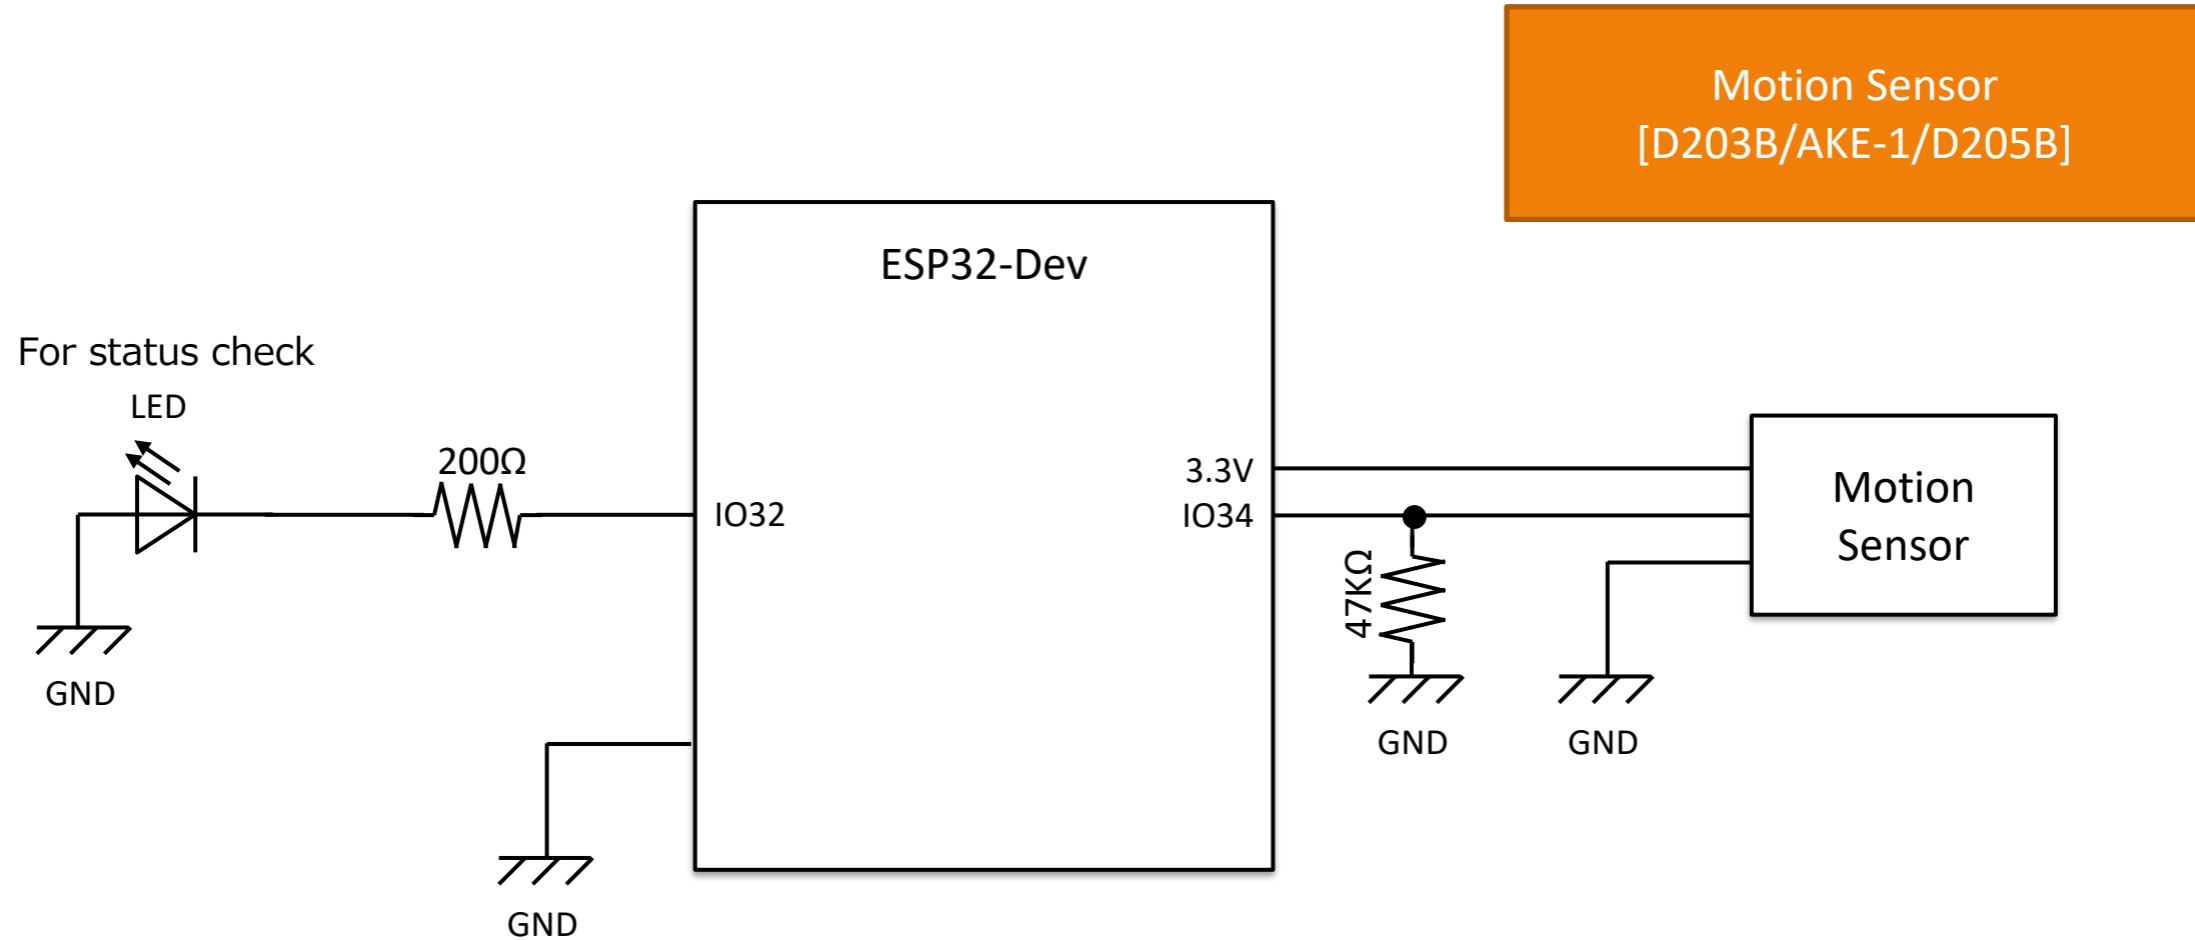 Motion Sensor
[D203B/AKE-1/D205B]
ESP32-Dev
For status check
LED
200Ω
IO32
3.3V
IO34
Motion
Sensor
47KΩ
GND
GND
GND
GND